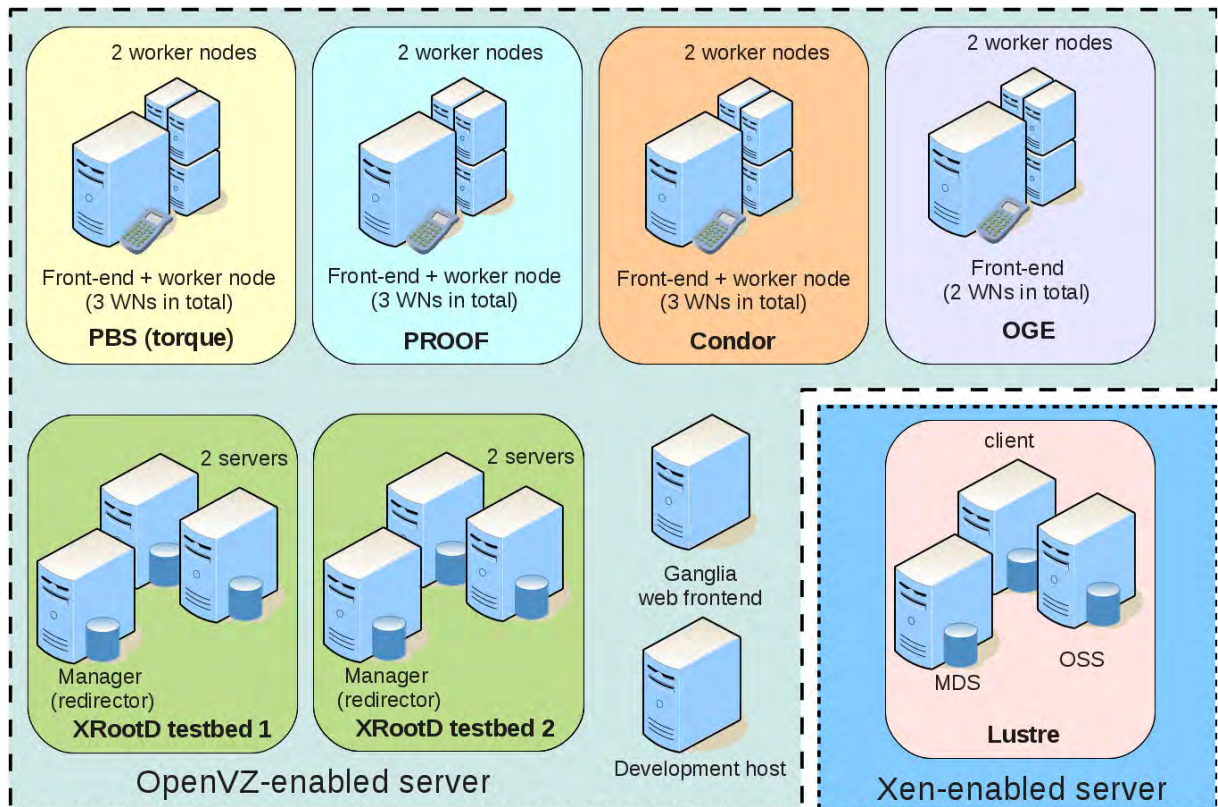 2 worker nodes
Front-end + worker node
(3 WNs in total)
PBS (torque)
2 worker nodes
Front-end + worker node
(3 WNs in total)
PROOF
2 worker nodes
Front-end + worker node
(3 WNs in total)
Condor
2 worker nodes
Front-end
(2 WNs in total)
OGE
2 servers
Manager
(redirector)
XRootD testbed 1
2 servers
Manager
(redirector)
XRootD testbed 2
Ganglia
web frontend
Development host
OpenVZ-enabled server
client
OSS
MDS
Lustre
Xen-enabled server